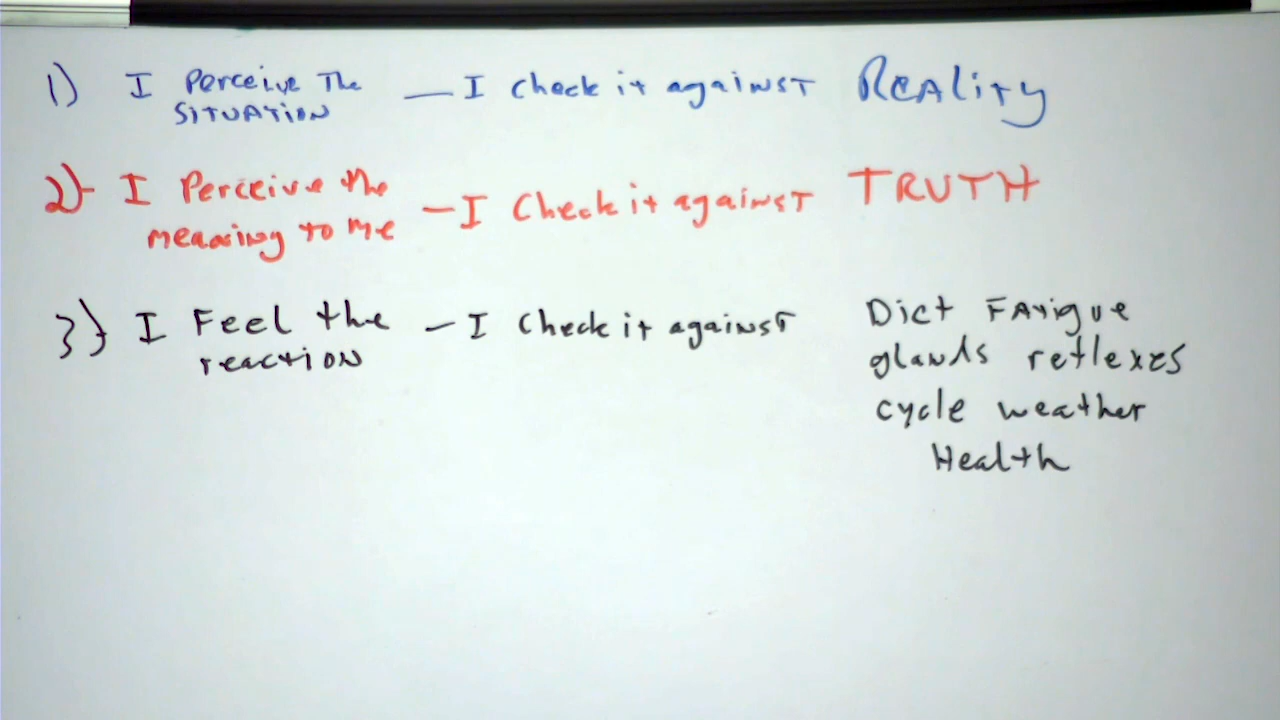 1) I Perceive The — I Check it against Reality
SITUATION
2)- I Perceive the — I Check it against TRUTH
meaning to me
3) I Feel the — I Check it against Diet Fatigue
reaction glands reflexes
cycle weather
Health